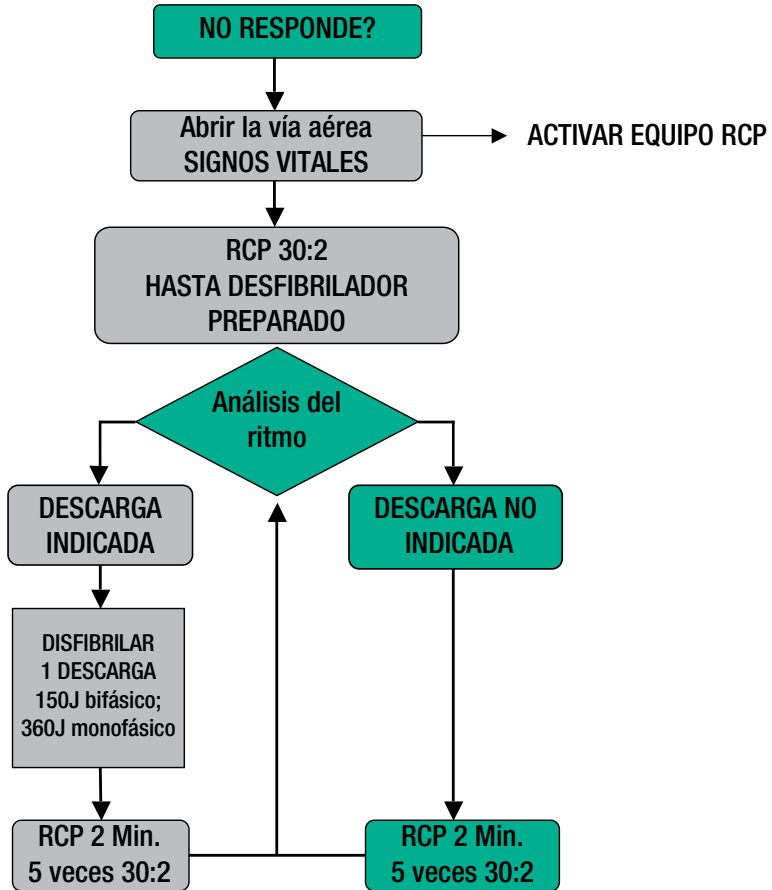 NO RESPONDE?
Abrir la vía aérea
SIGNOS VITALES
ACTIVAR EQUIPO RCP
RCP 30:2
HASTA DESFIBRILADOR
PREPARADO
Análisis del
ritmo
DESCARGA
INDICADA
DESCARGA NO
INDICADA
DISFIBRILAR
1 DESCARGA
150J bifásico;
360J monofásico
RCP 2 Min.
5 veces 30:2
RCP 2 Min.
5 veces 30:2